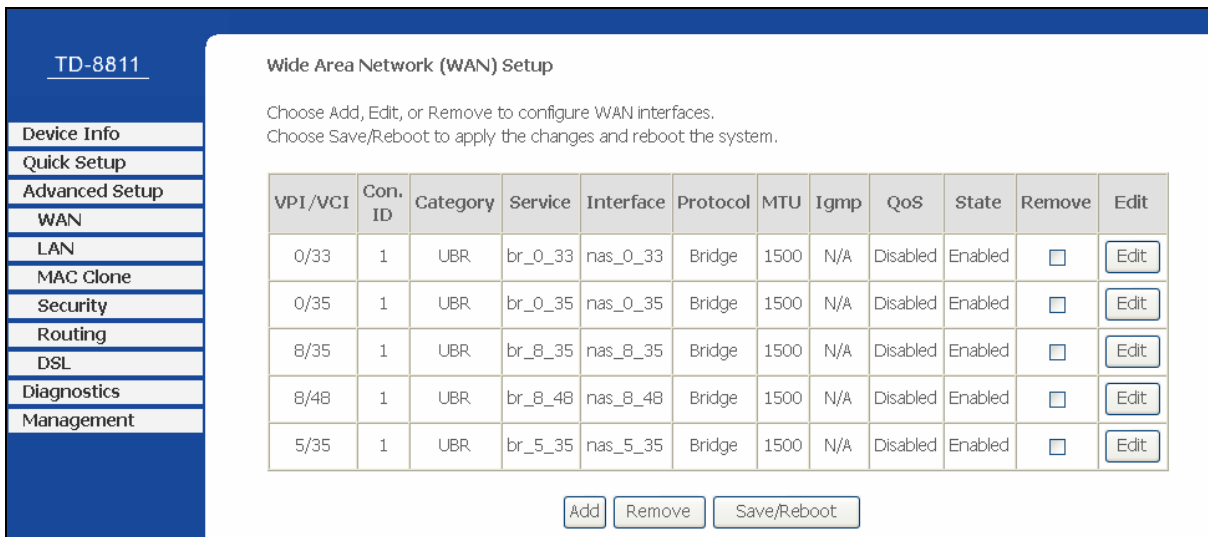 TD-8811
Device Info
Quick Setup
Advanced Setup
WAN
LAN
MAC Clone
Security
Routing
DSL
Diagnostics
Management
Wide Area Network (WAN) Setup
Choose Add, Edit, or Remove to configure WAN interfaces.
Choose Save/Reboot to apply the changes and reboot the system.
VPI/VCI Con. ID Category Service Interface Protocol MTU Igmp QoS State Remove Edit
0/33 1 UBR br_0_33 nas_0_33 Bridge 1500 N/A Disabled Enabled Edit
0/35 1 UBR br_0_35 nas_0_35 Bridge 1500 N/A Disabled Enabled Edit
8/35 1 UBR br_8_35 nas_8_35 Bridge 1500 N/A Disabled Enabled Edit
8/48 1 UBR br_8_48 nas_8_48 Bridge 1500 N/A Disabled Enabled Edit
5/35 1 UBR br_5_35 nas_5_35 Bridge 1500 N/A Disabled Enabled Edit
Add Remove Save/Reboot